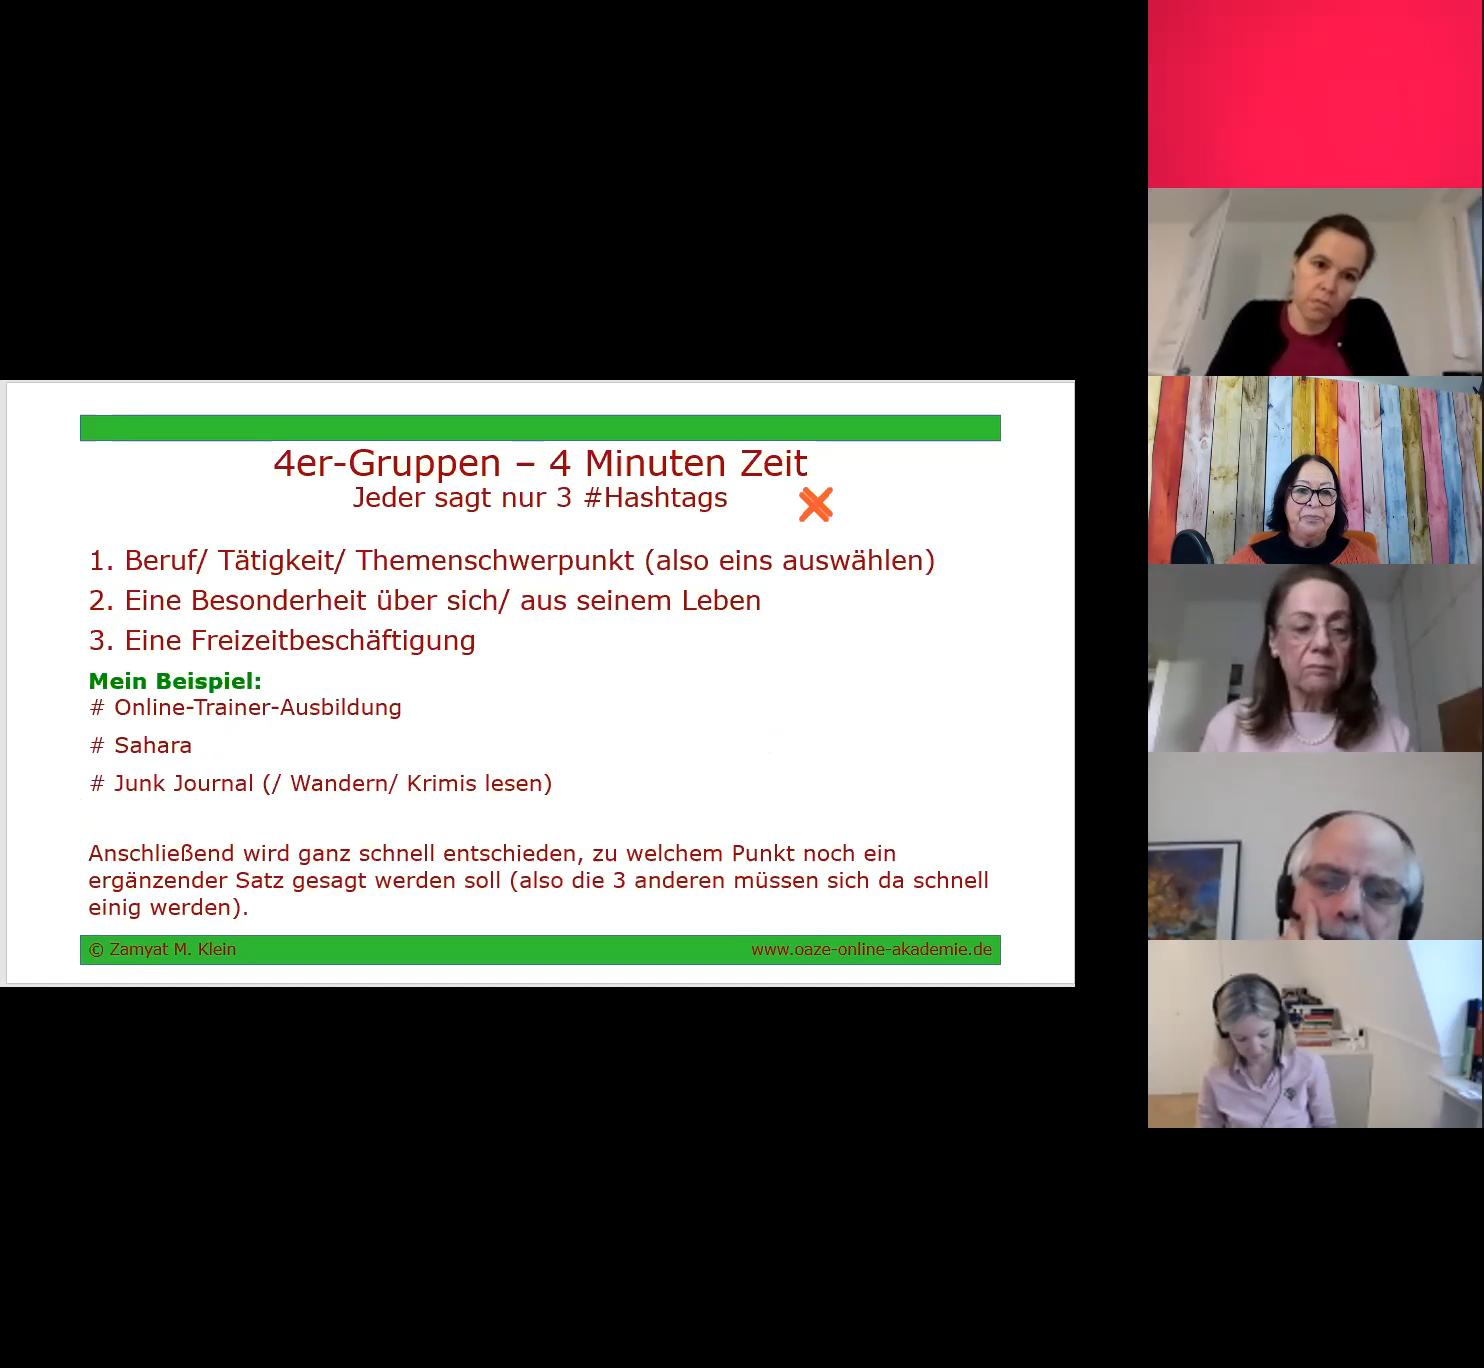 4er-Gruppen – 4 Minuten Zeit
Jeder sagt nur 3 #Hashtags
1. Beruf/ Tätigkeit/ Themenschwerpunkt (also eins auswählen)
2. Eine Besonderheit über sich/ aus seinem Leben
3. Eine Freizeitbeschäftigung
Mein Beispiel:
# Online-Trainer-Ausbildung
# Sahara
# Junk Journal (/ Wandern/ Krimis lesen)
Anschließend wird ganz schnell entschieden, zu welchem Punkt noch ein
ergänzender Satz gesagt werden soll (also die 3 anderen müssen sich da schnell
einig werden).
© Zamyat M. Klein
www.oaze-online-akademie.de